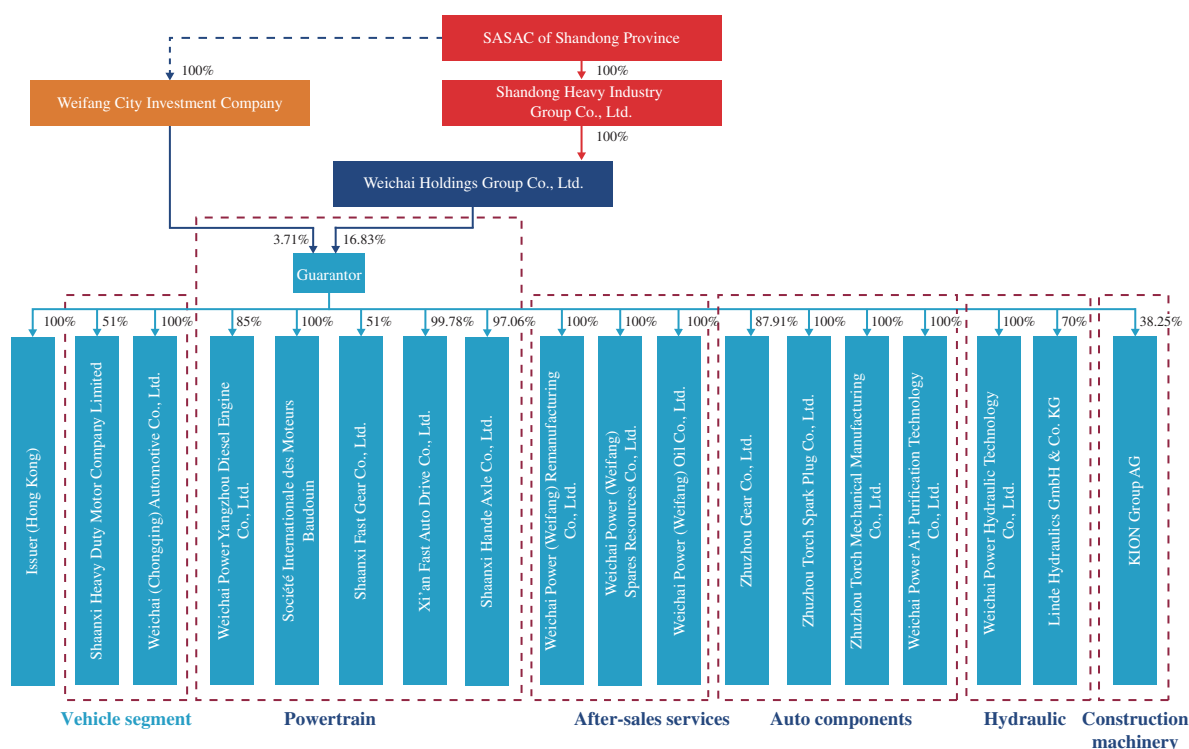 SASAC of Shandong Province
100%
100%
Weifang City Investment Company
Shandong Heavy Industry
Group Co., Ltd.
100%
Weichai Holdings Group Co., Ltd.
3.71%
16.83%
Guarantor
100%
51%
100%
85%
100%
51%
99.78%
97.06%
100%
100%
100%
87.91%
100%
100%
100%
100%
70%
38.25%
Issuer (Hong Kong)
Shaanxi Heavy Duty Motor Company Limited
Weichai (Chongqing) Automotive Co., Ltd.
Weichai Power Yangzhou Diesel Engine
Co., Ltd.
Société Internationale des Moteurs
Baudouin
Shaanxi Fast Gear Co., Ltd.
Xi’an Fast Auto Drive Co., Ltd.
Shaanxi Hande Axle Co., Ltd.
Weichai Power (Weifang) Remanufacturing
Co., Ltd.
Weichai Power (Weifang)
Spares Resources Co., Ltd.
Weichai Power (Weifang) Oil Co., Ltd.
Zhuzhou Gear Co., Ltd.
Zhuzhou Torch Spark Plug Co., Ltd.
Zhuzhou Torch Mechanical Manufacturing
Co., Ltd.
Weichai Power Air Purification Technology
Co., Ltd.
Weichai Power Hydraulic Technology
Co., Ltd.
Linde Hydraulics GmbH & Co. KG
KION Group AG
Vehicle segment
Powertrain
After-sales services
Auto components
Hydraulic
Construction
machinery